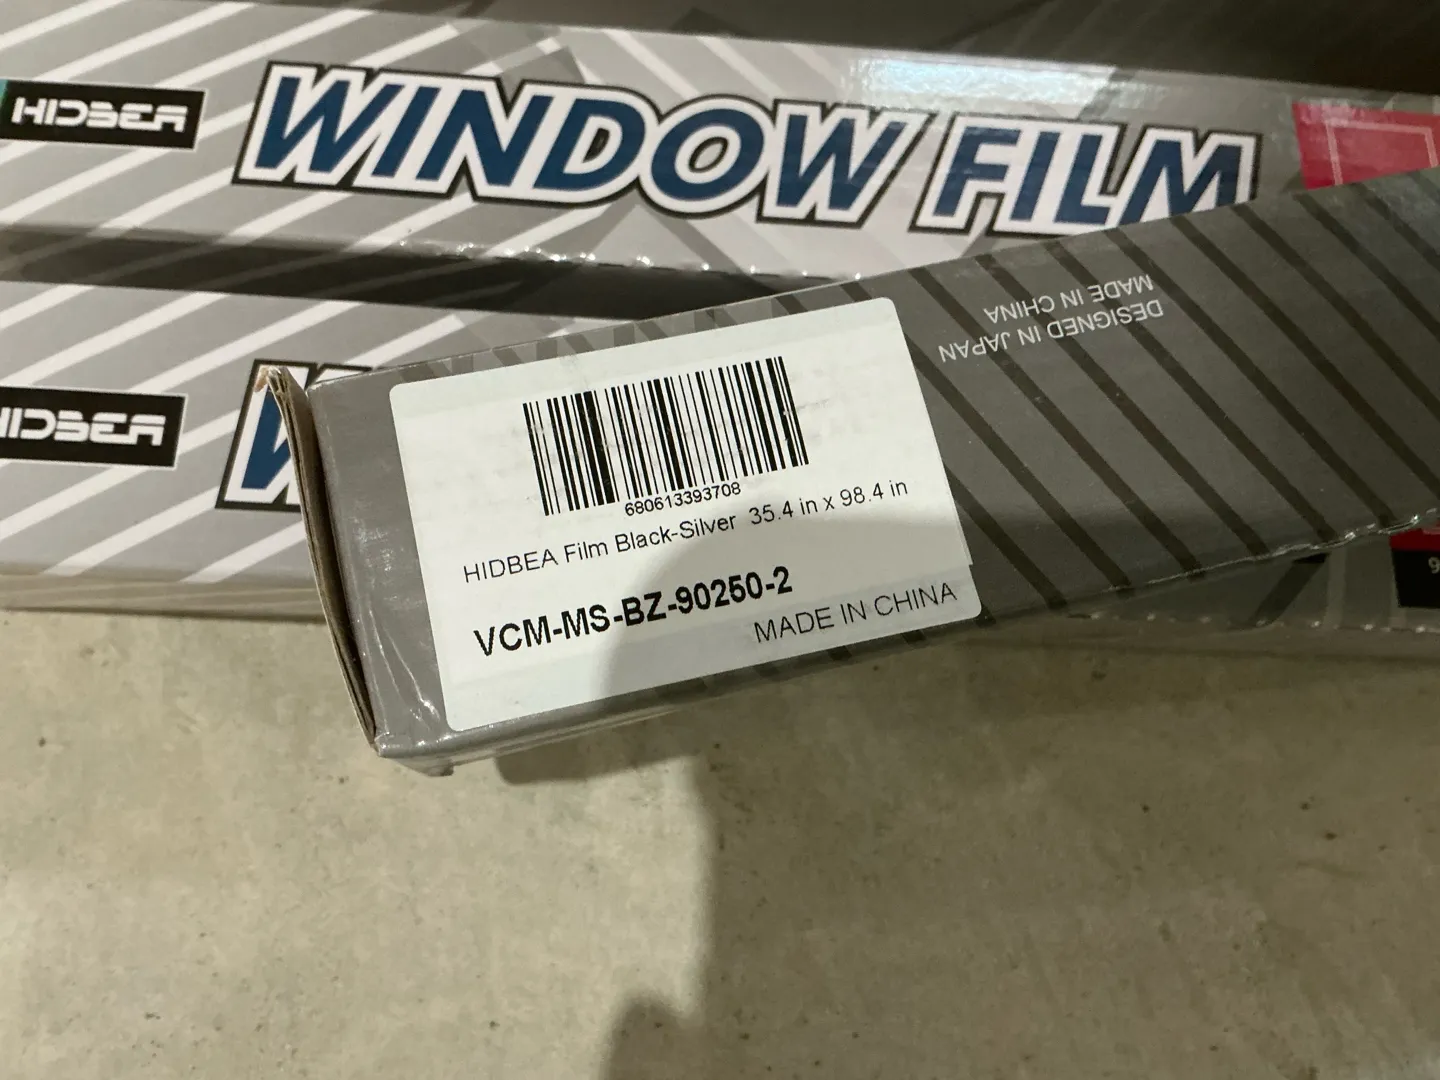 HIDBEA
WINDOW FILM
HIDBEA
DESIGNED IN JAPAN
MADE IN CHINA
680613393708
HIDBEA Film Black-Silver 35.4 in x 98.4 in
VCM-MS-BZ-90250-2
MADE IN CHINA